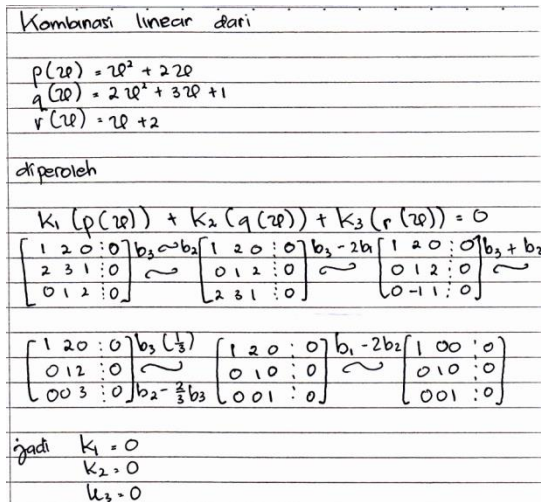 Kombinasi linear dari
p(x) = x² + 2x
q(x) = 2x² + 3x + 1
r(x) = x + 2
diperoleh
k₁ (p(x)) + k₂ (q(x)) + k₃ (r(x)) = 0
[1 2 0 : 0] b₃ ~ b₂ [1 2 0 : 0] b₃ - 2b₁ [1 2 0 : 0] b₃ + b₂
[2 3 1 : 0] ~ [0 1 2 : 0] ~ [0 1 2 : 0] ~
[0 1 2 : 0] [2 3 1 : 0] [0 -1 1 : 0]
[1 2 0 : 0] b₃ (1/3) [1 2 0 : 0] b₁ - 2b₂ [1 0 0 : 0]
[0 1 2 : 0] ~ [0 1 0 : 0] ~ [0 1 0 : 0]
[0 0 3 : 0] b₂ - 2/3 b₃ [0 0 1 : 0] [0 0 1 : 0]
jadi k₁ = 0
k₂ = 0
k₃ = 0